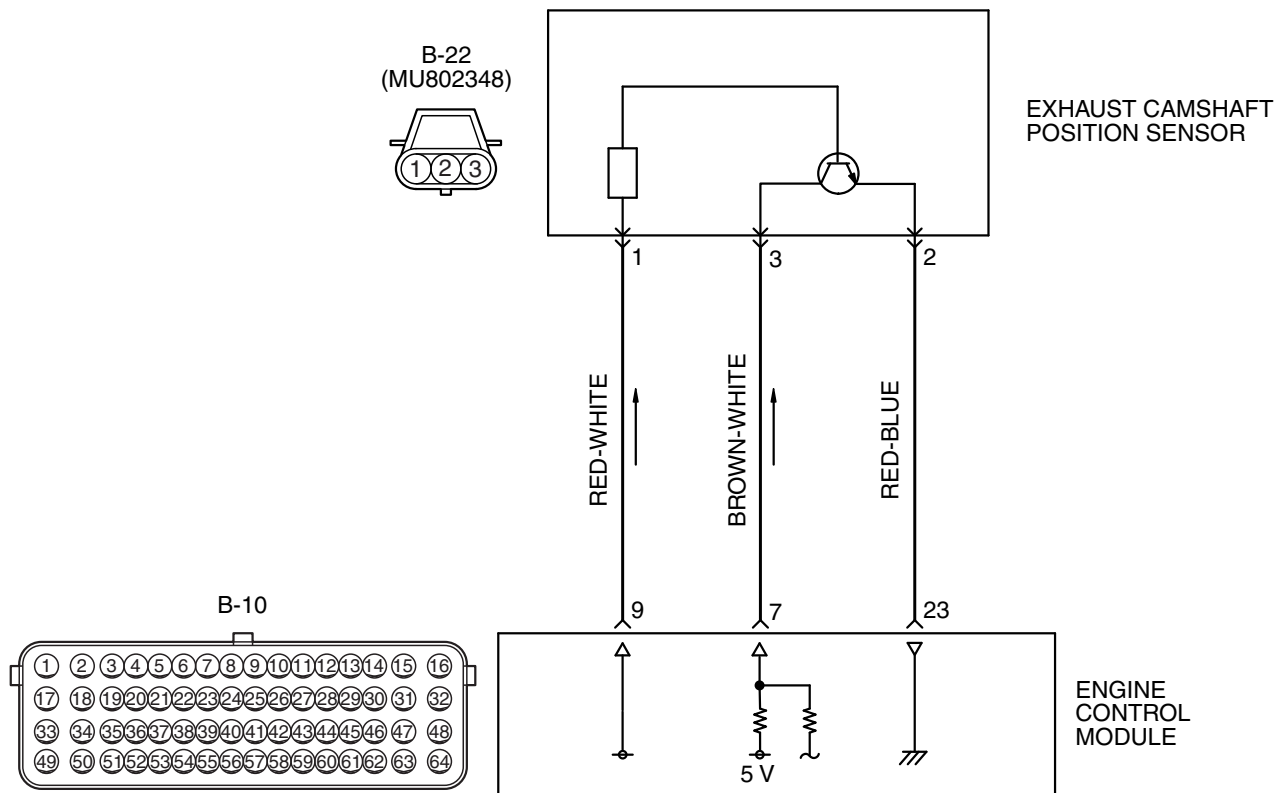 B-22
(MU802348)
1 2 3
EXHAUST CAMSHAFT
POSITION SENSOR
1 3 2
RED-WHITE
BROWN-WHITE
RED-BLUE
9 7 23
B-10
1 2 3 4 5 6 7 8 9 10 11 12 13 14 15 16
17 18 19 20 21 22 23 24 25 26 27 28 29 30 31 32
33 34 35 36 37 38 39 40 41 42 43 44 45 46 47 48
49 50 51 52 53 54 55 56 57 58 59 60 61 62 63 64
5 V
ENGINE
CONTROL
MODULE